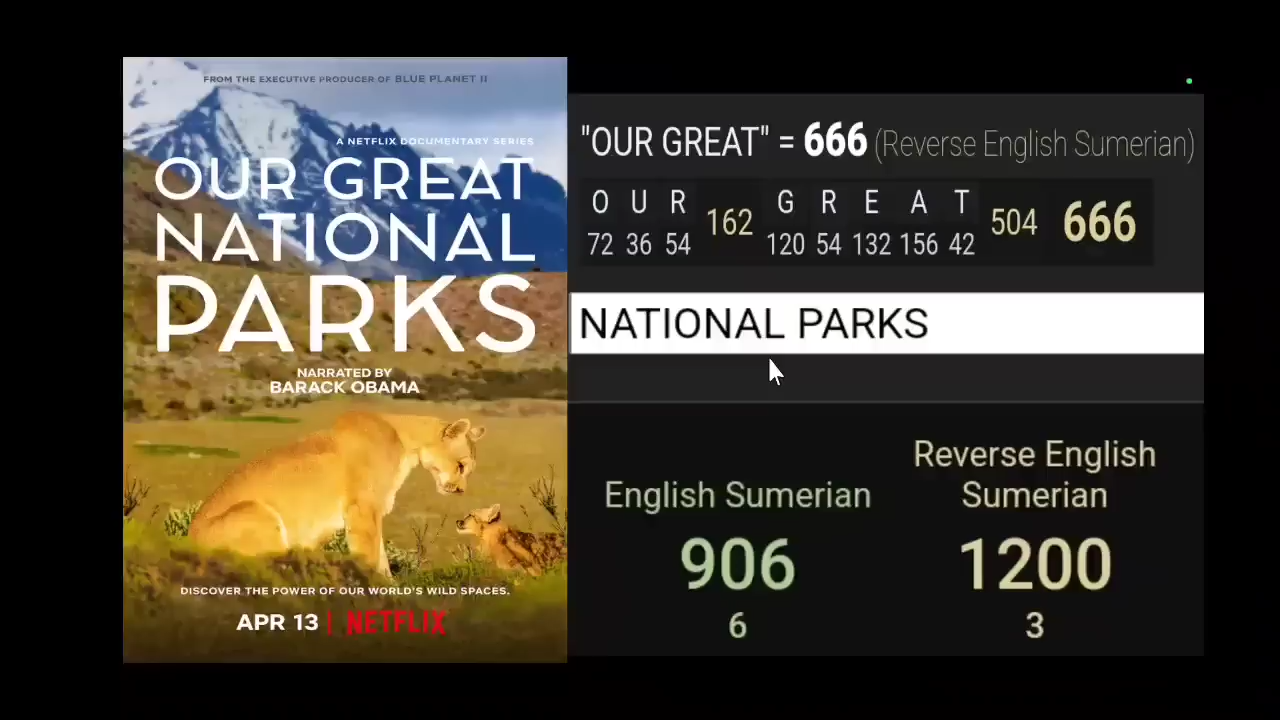 FROM THE EXECUTIVE PRODUCER OF BLUE PLANET II
A NETFLIX DOCUMENTARY SERIES
OUR GREAT
NATIONAL
PARKS
NARRATED BY
BARACK OBAMA
DISCOVER THE POWER OF OUR WORLD'S WILD SPACES.
APR 13 | NETFLIX
"OUR GREAT" = 666 (Reverse English Sumerian)
O U R 162 G R E A T 504 666
72 36 54 120 54 132 156 42
NATIONAL PARKS
English Sumerian
906
6
Reverse English
Sumerian
1200
3